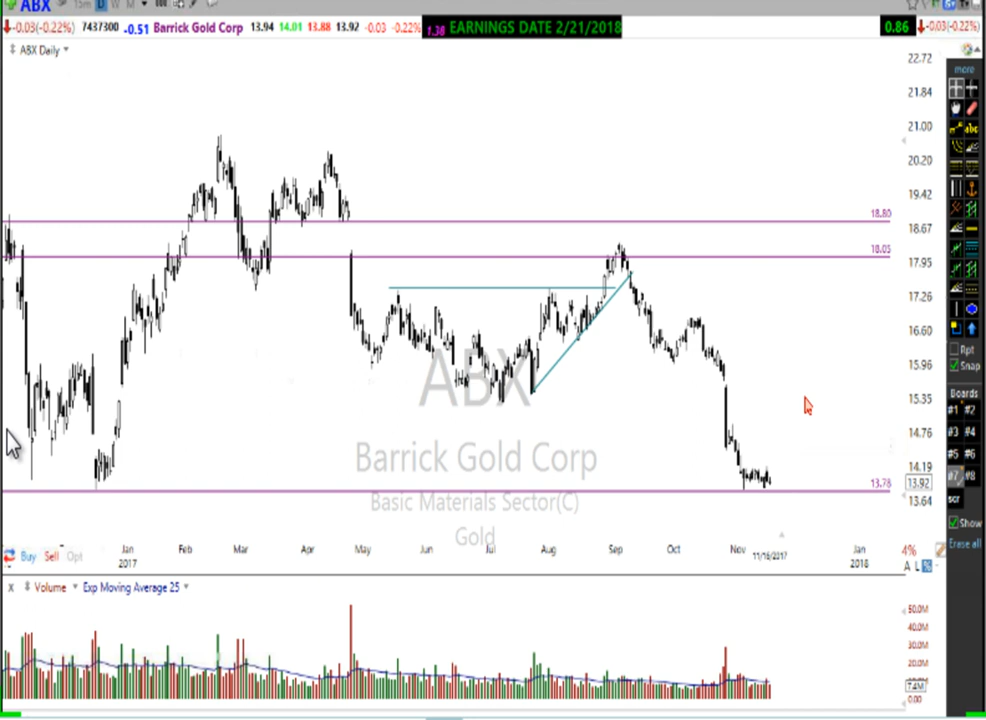 ABX 15m D W M
-0.03(-0.22%) 7437300 -0.51 Barrick Gold Corp 13.94 14.01 13.88 13.92 -0.03 -0.22% 1.38 EARNINGS DATE 2/21/2018 0.86 -0.03(-0.22%)
ABX Daily
22.72
more
21.84
21.00
abc
20.20
19.42
18.80
18.67
18.05
17.95
17.26
16.60
Rpt
ABX
15.96
Snap
Boards
15.35
#1 #2
14.76
#3 #4
Barrick Gold Corp
#5 #6
14.19
#7 #8
13.78
13.92
Basic Materials Sector(C)
13.64
scr
Gold
Show
Erase all
Buy Sell Opt
Jan Feb Mar Apr May Jun Jul Aug Sep Oct Nov 11/16/2017 Jan
2017 2018
4%
A L %
X Volume Exp Moving Average 25
50.0M
40.0M
30.0M
20.0M
7.4M
0.00